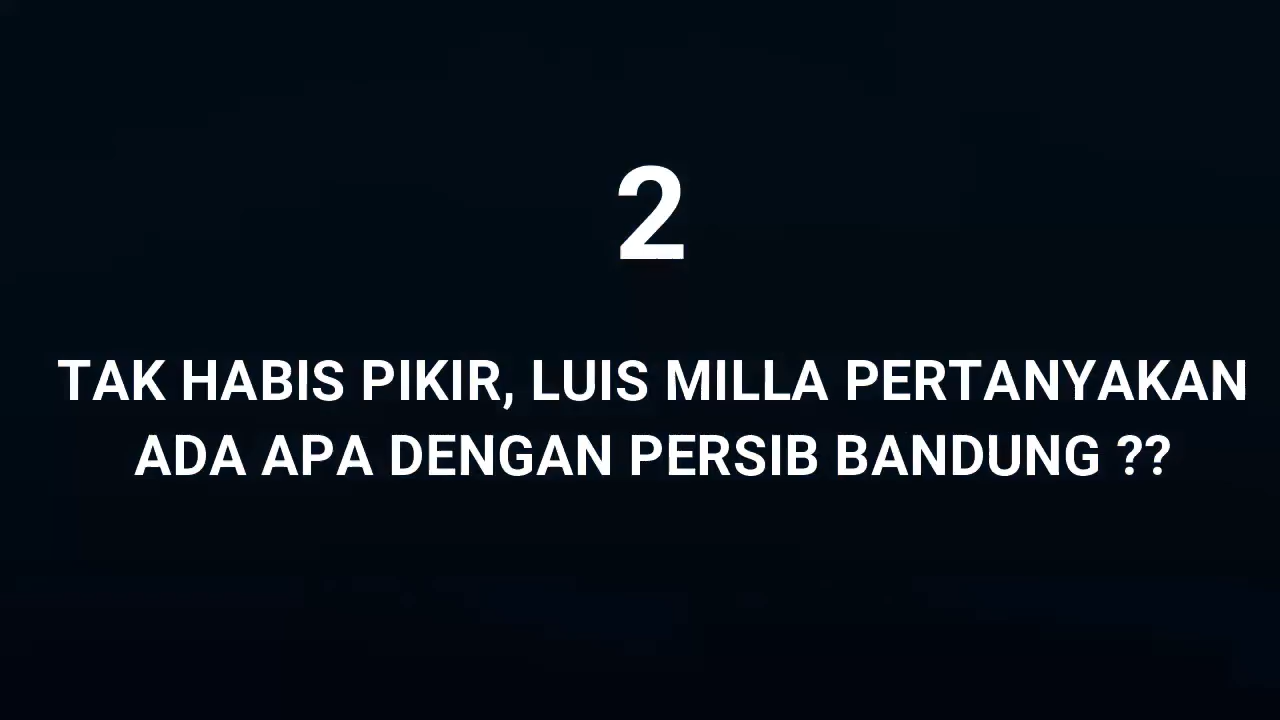 2
TAK HABIS PIKIR, LUIS MILLA PERTANYAKAN
ADA APA DENGAN PERSIB BANDUNG ??